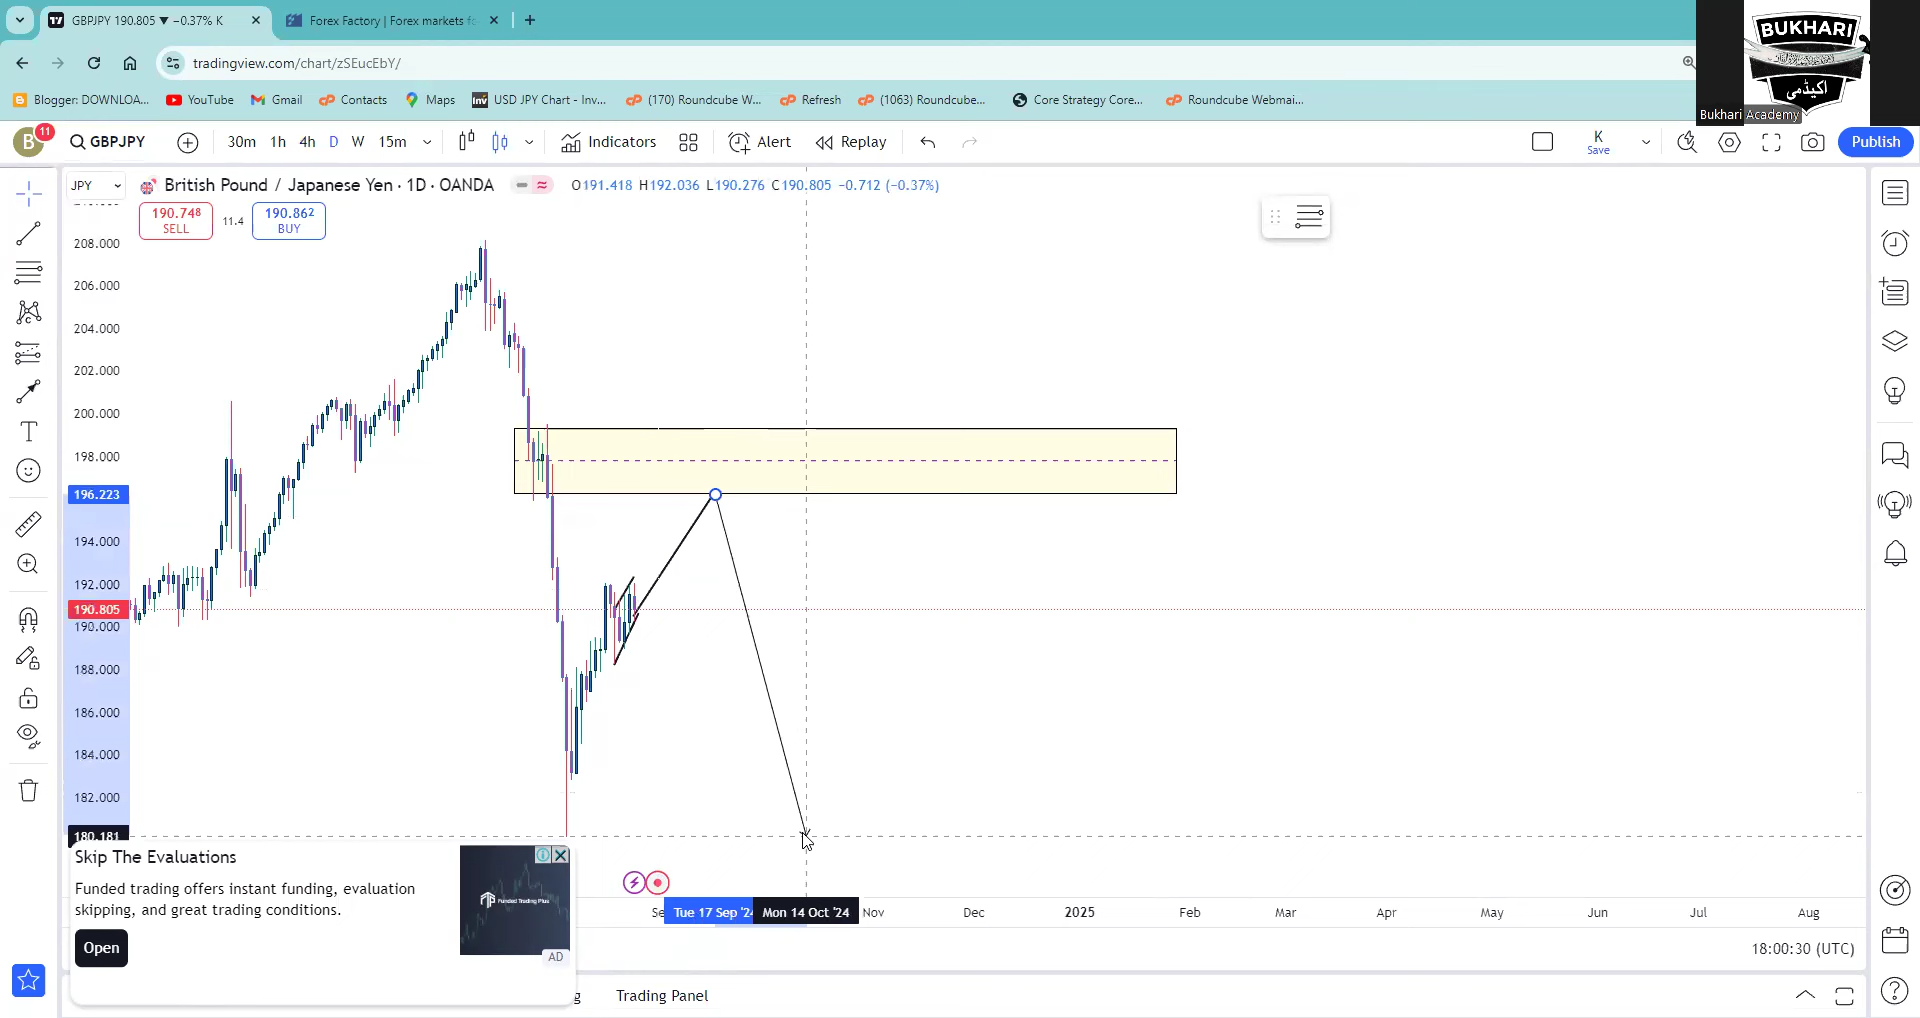 GBPJPY 190.805 ▼ −0.37% K
Forex Factory | Forex markets fo
tradingview.com/chart/zSEucEbY/
BUKHARI
اکیڈمی
Bukhari Academy
Blogger: DOWNLOA...
YouTube
Gmail
Contacts
Maps
USD JPY Chart - Inv...
(170) Roundcube W...
Refresh
(1063) Roundcube...
Core Strategy Core...
Roundcube Webmai...
B
11
GBPJPY
30m
1h
4h
D
W
15m
Indicators
Alert
Replay
K
Save
Publish
JPY
British Pound / Japanese Yen · 1D · OANDA
O191.418 H192.036 L190.276 C190.805 −0.712 (−0.37%)
190.748
SELL
11.4
190.862
BUY
208.000
206.000
204.000
202.000
200.000
198.000
196.223
194.000
192.000
190.805
190.000
188.000
186.000
184.000
182.000
180.181
Skip The Evaluations
Funded trading offers instant funding, evaluation
skipping, and great trading conditions.
Open
Funded Trading Plus
AD
Se
Tue 17 Sep '24
Mon 14 Oct '24
Nov
Dec
2025
Feb
Mar
Apr
May
Jun
Jul
Aug
18:00:30 (UTC)
g
Trading Panel